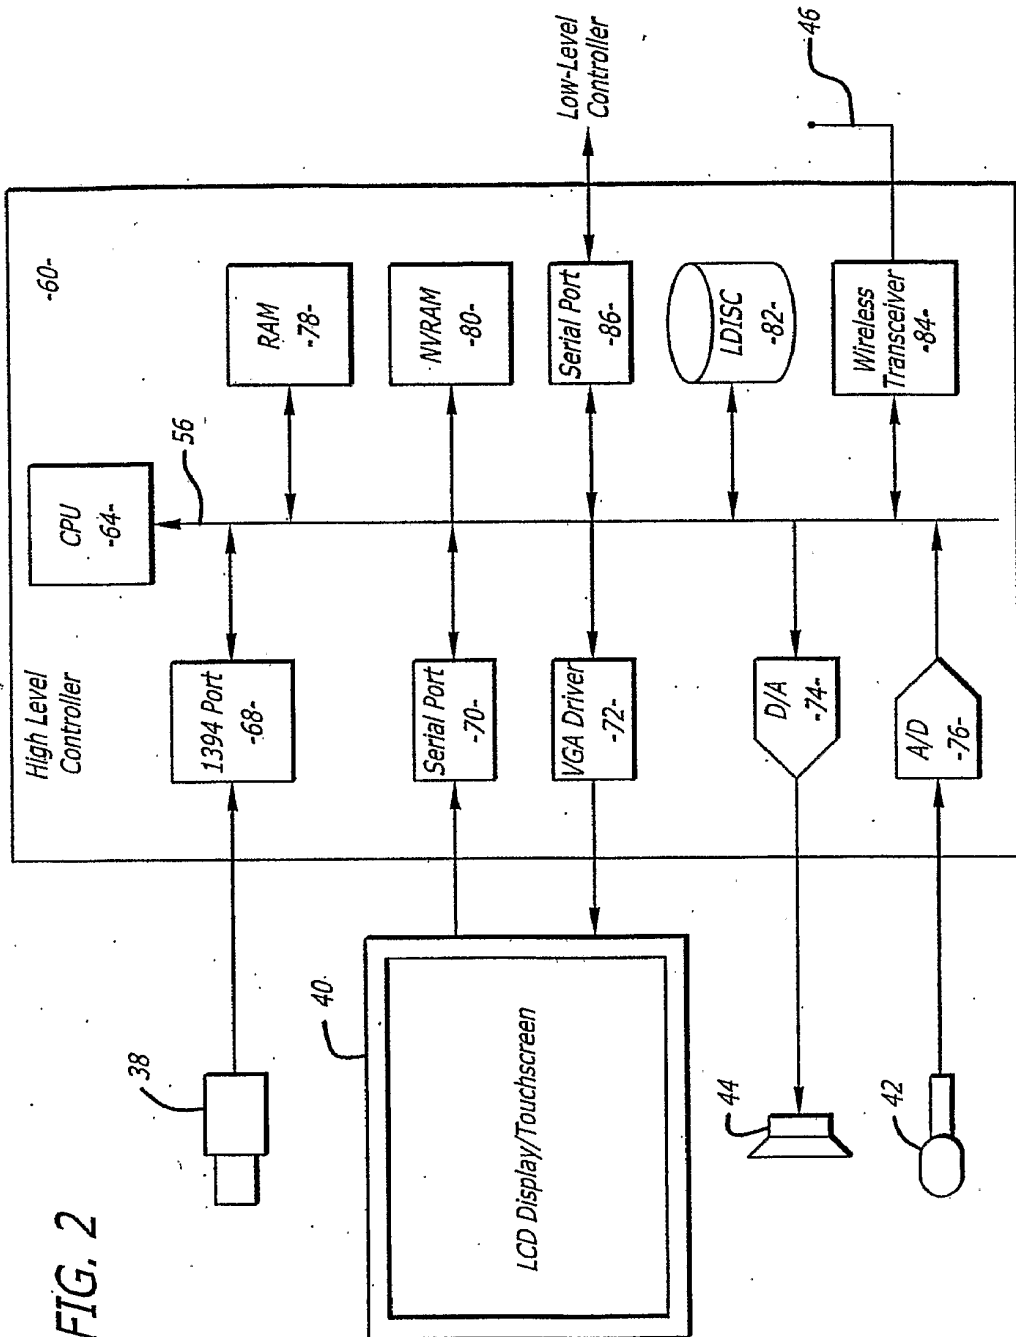 FIG. 2
High Level
Controller
-60-
CPU
-64-
56
38
1394 Port
-68-
RAM
-78-
40
LCD Display/Touchscreen
Serial Port
-70-
NVRAM
-80-
VGA Driver
-72-
Serial Port
-86-
Low-Level
Controller
44
D/A
-74-
LDISC
-82-
42
A/D
-76-
Wireless
Transceiver
-84-
46